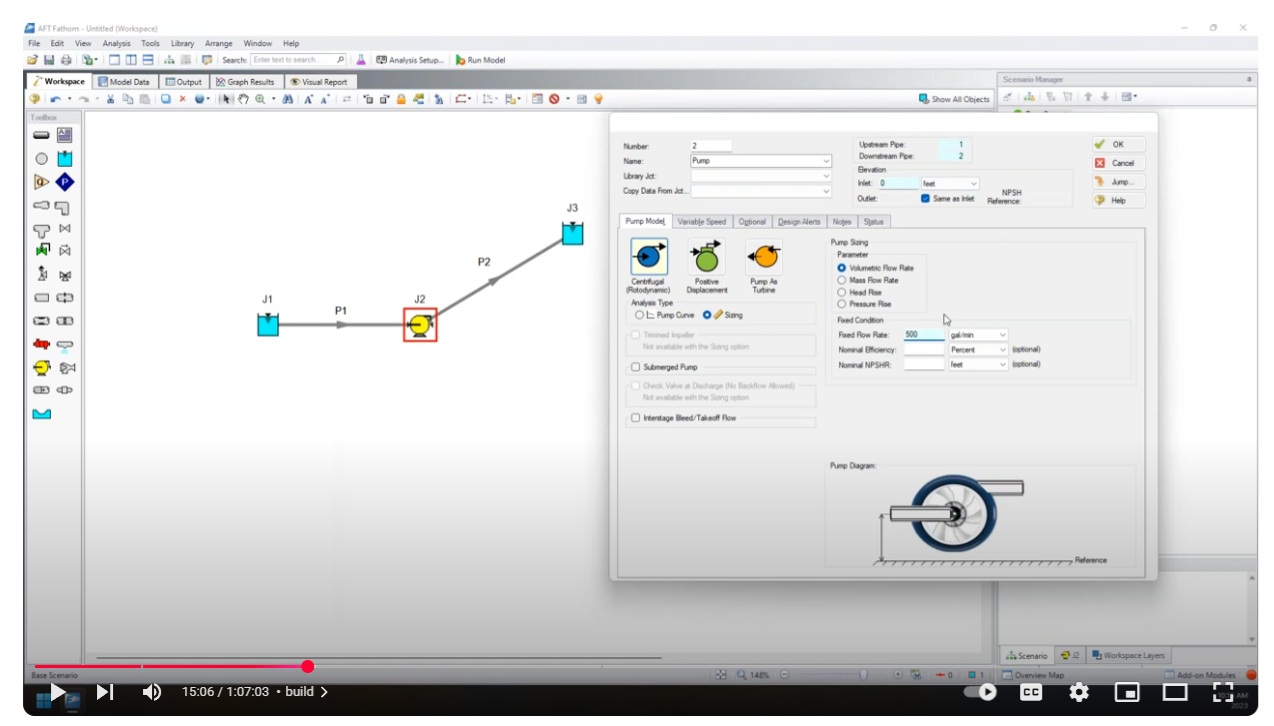 AFT Fathom - Untitled (Workspace)
File Edit View Analysis Tools Library Arrange Window Help
Search: Enter text to search... Analysis Setup... Run Model
Workspace Model Data Output Graph Results Visual Report
Scenario Manager
Show All Objects
Toolbox
J1
P1
J2
P2
J3
Number: 2
Name: Pump
Library Jct:
Copy Data From Jct...
Upstream Pipe: 1
Downstream Pipe: 2
Elevation
Inlet: 0 feet
Outlet: Same as Inlet
NPSH
Reference:
OK
Cancel
Jump...
Help
Pump Model Variable Speed Optional Design Alerts Notes Status
Centrifugal
(Rotodynamic)
Positive
Displacement
Pump As
Turbine
Analysis Type
Pump Curve Sizing
Trimmed Impeller
Not available with the Sizing option
Submerged Pump
Check Valve at Discharge (No Backflow Allowed)
Not available with the Sizing option
Interstage Bleed/Takeoff Flow
Pump Sizing
Parameter
Volumetric Flow Rate
Mass Flow Rate
Head Rise
Pressure Rise
Fixed Condition
Fixed Flow Rate: 500 gal/min
Nominal Efficiency: Percent (optional)
Nominal NPSHR: feet (optional)
Pump Diagram:
Reference
Scenario J2 Workspace Layers
Base Scenario
148%
0
1
Overview Map
Add-on Modules
15:06 / 1:07:03 • build >
CC
AM
2023